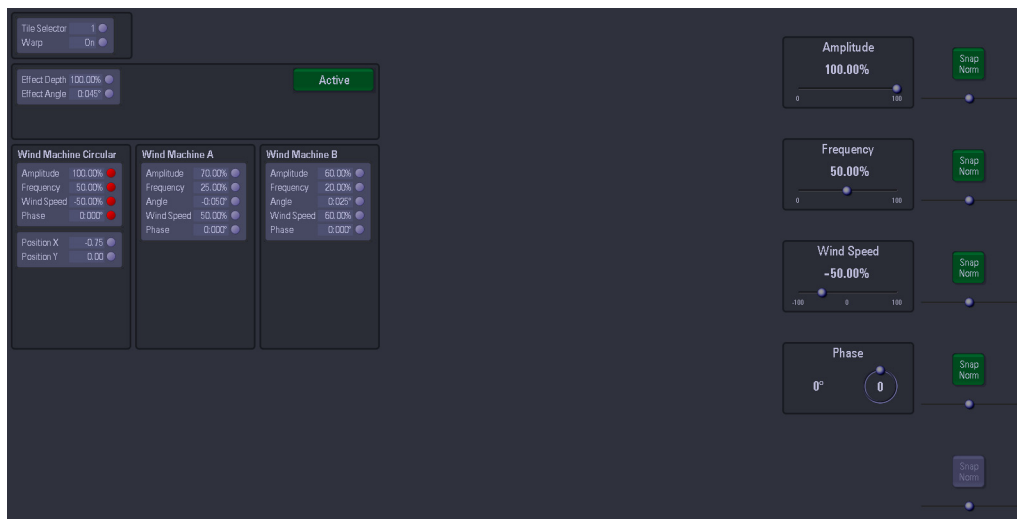 Tile Selector 1
Warp On
Effect Depth 100.00%
Effect Angle 0:045°
Active
Wind Machine Circular
Amplitude 100.00%
Frequency 50.00%
Wind Speed -50.00%
Phase 0:000°
Position X -0.75
Position Y 0.00
Wind Machine A
Amplitude 70.00%
Frequency 25.00%
Angle -0:050°
Wind Speed 50.00%
Phase 0:000°
Wind Machine B
Amplitude 60.00%
Frequency 20.00%
Angle 0:025°
Wind Speed 60.00%
Phase 0:000°
Amplitude
100.00%
0 100
Snap
Norm
Frequency
50.00%
0 100
Snap
Norm
Wind Speed
-50.00%
-100 0 100
Snap
Norm
Phase
0° 0
Snap
Norm
Snap
Norm